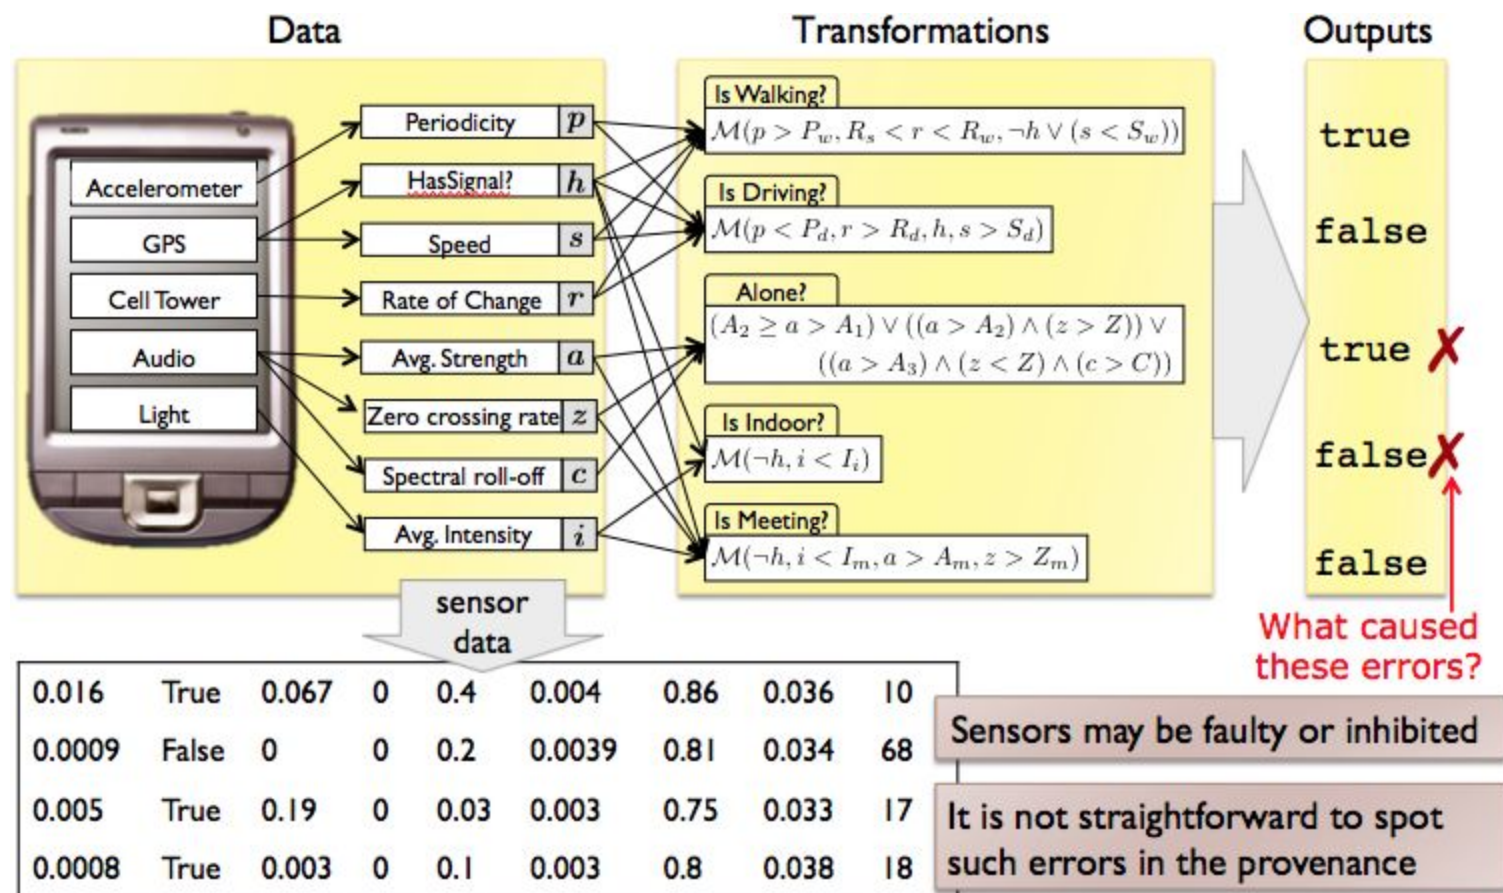 Data
Transformations
Outputs
Accelerometer
GPS
Cell Tower
Audio
Light
Periodicity p
HasSignal? h
Speed s
Rate of Change r
Avg. Strength a
Zero crossing rate z
Spectral roll-off c
Avg. Intensity i
Is Walking?
M(p > P_w, R_s < r < R_w, ¬h ∨ (s < S_w))
Is Driving?
M(p < P_d, r > R_d, h, s > S_d)
Alone?
(A_2 ≥ a > A_1) ∨ ((a > A_2) ∧ (z > Z)) ∨
((a > A_3) ∧ (z < Z) ∧ (c > C))
Is Indoor?
M(¬h, i < I_i)
Is Meeting?
M(¬h, i < I_m, a > A_m, z > Z_m)
true
false
true ✗
false ✗
false
What caused
these errors?
sensor
data
0.016 True 0.067 0 0.4 0.004 0.86 0.036 10
0.0009 False 0 0 0.2 0.0039 0.81 0.034 68
0.005 True 0.19 0 0.03 0.003 0.75 0.033 17
0.0008 True 0.003 0 0.1 0.003 0.8 0.038 18
Sensors may be faulty or inhibited
It is not straightforward to spot
such errors in the provenance